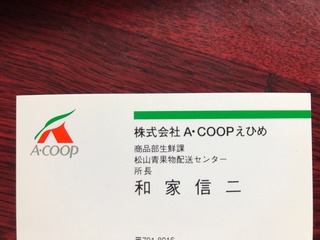 A·COOP
株式会社 A·COOPえひめ
商品部生鮮課
松山青果物配送センター
所長
和家信二